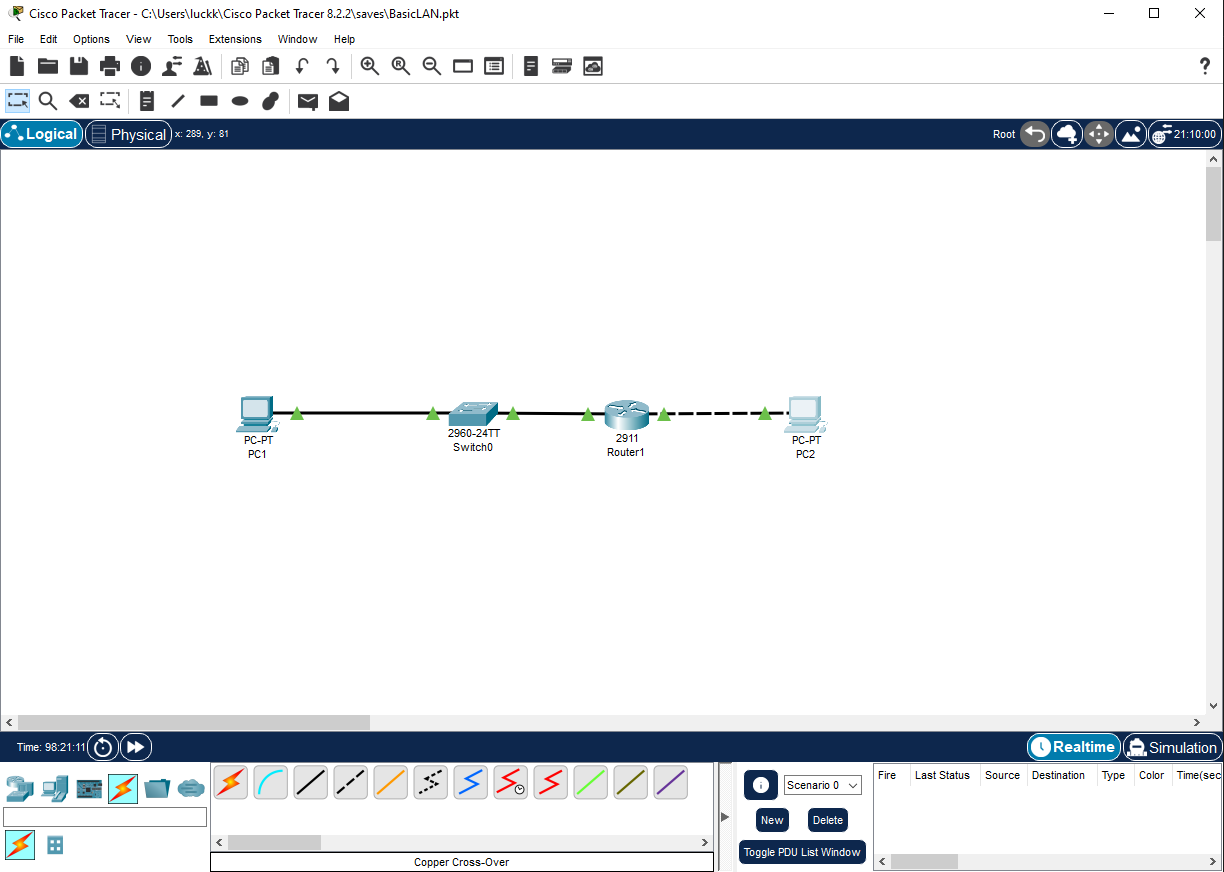 Cisco Packet Tracer - C:\Users\luckk\Cisco Packet Tracer 8.2.2\saves\BasicLAN.pkt
File Edit Options View Tools Extensions Window Help
Logical Physical x: 289, y: 81 Root 21:10:00
PC-PT
PC1
2960-24TT
Switch0
2911
Router1
PC-PT
PC2
Time: 98:21:11 Realtime Simulation
Scenario 0
New Delete
Toggle PDU List Window
Fire Last Status Source Destination Type Color Time(sec
Copper Cross-Over